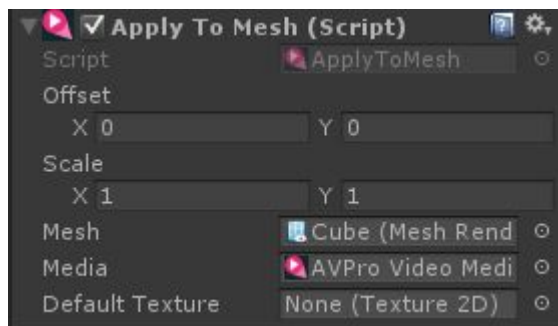 Apply To Mesh (Script)
Script ApplyToMesh
Offset
X 0 Y 0
Scale
X 1 Y 1
Mesh Cube (Mesh Rend
Media AVPro Video Medi
Default Texture None (Texture 2D)